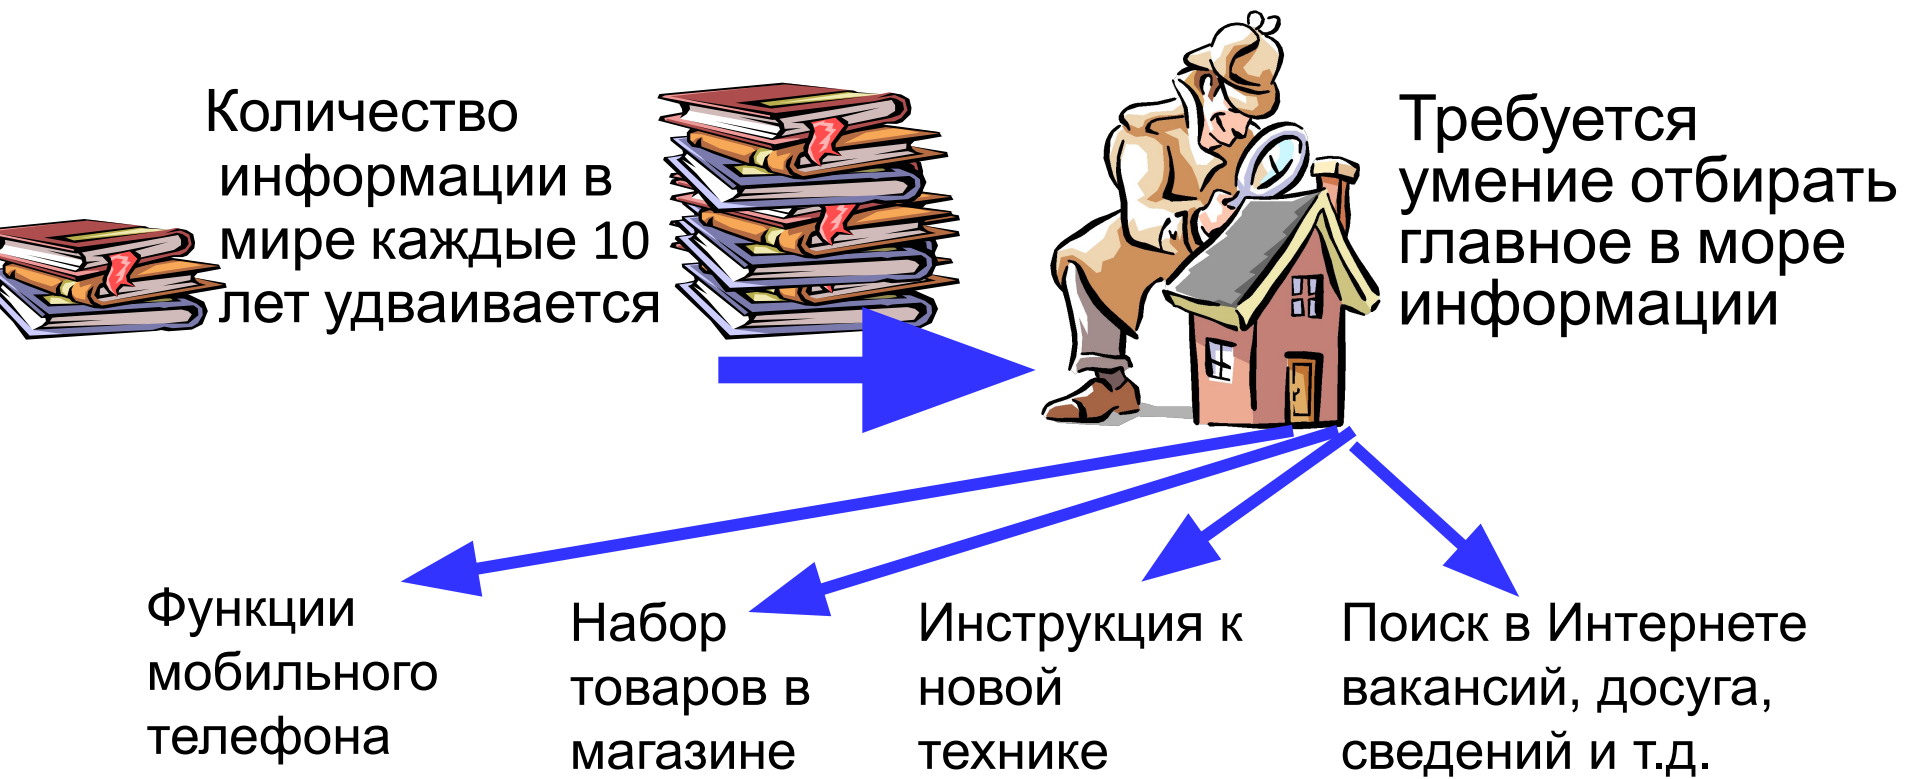 Количество
информации в
мире каждые 10
лет удваивается
Требуется
умение отбирать
главное в море
информации
Функции
мобильного
телефона
Набор
товаров в
магазине
Инструкция к
новой
технике
Поиск в Интернете
вакансий, досуга,
сведений и т.д.